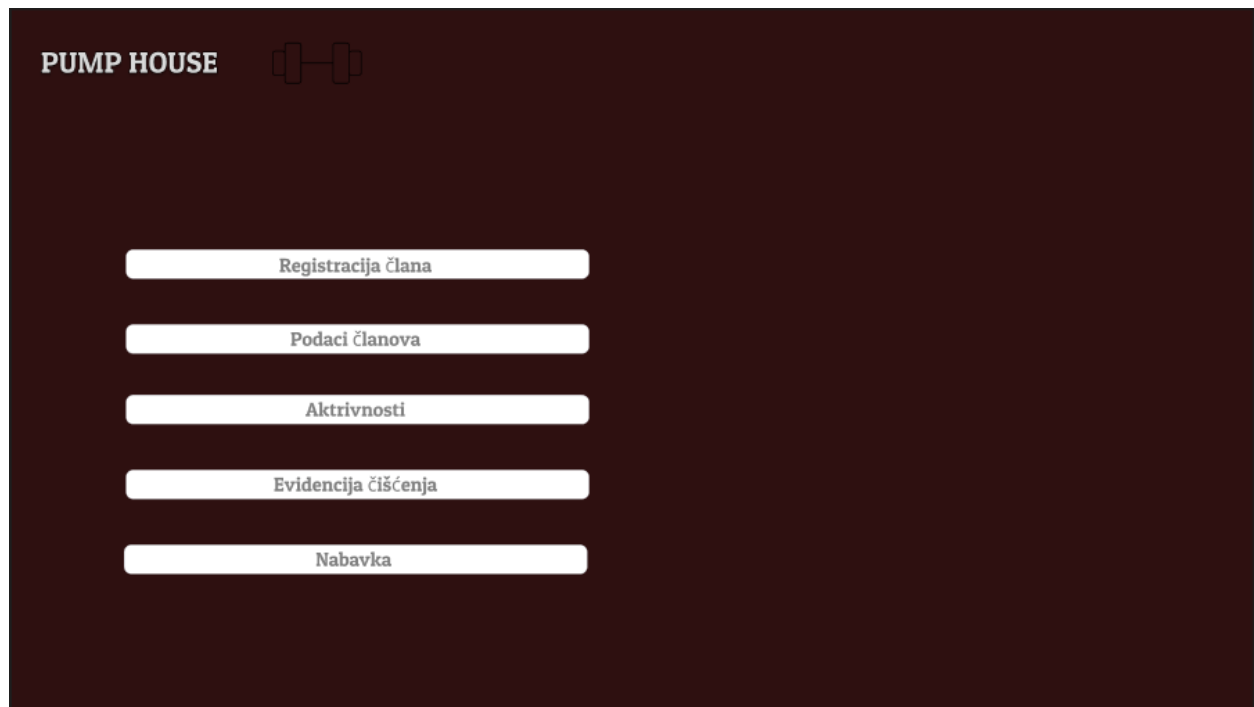 PUMP HOUSE
Registracija člana
Podaci članova
Aktrivnosti
Evidencija čišćenja
Nabavka